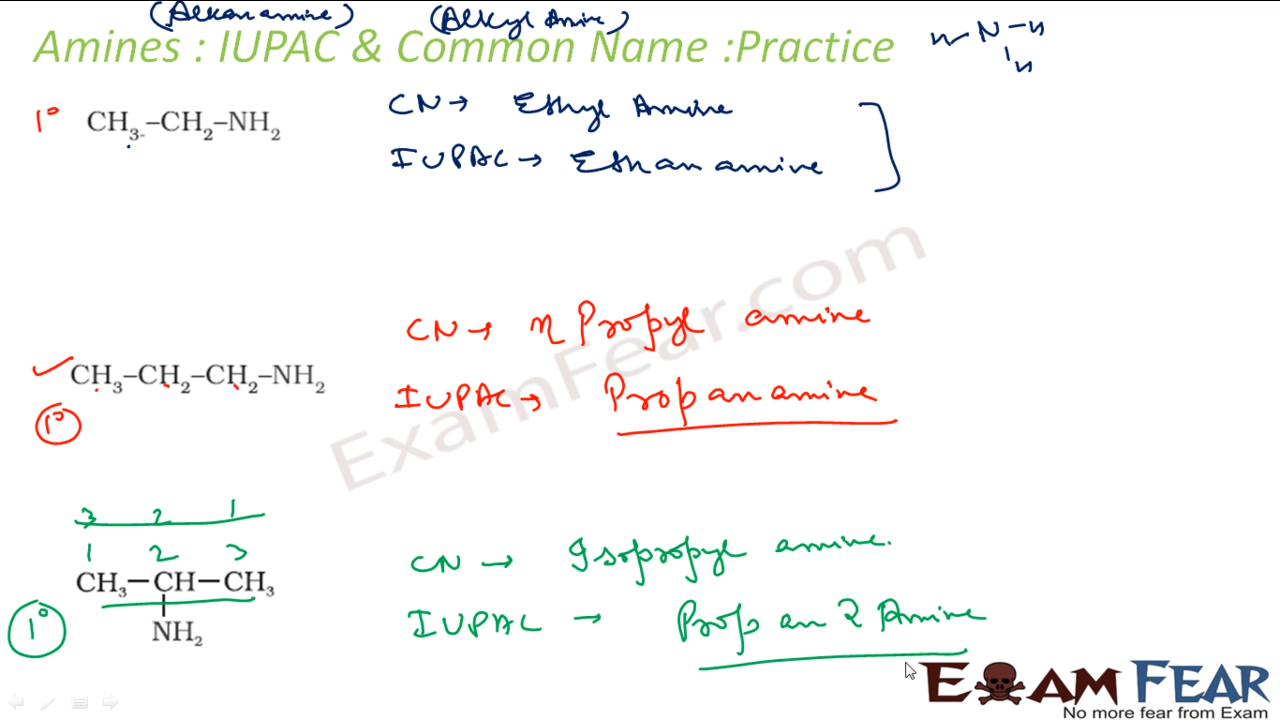 (Alkanamine) (Alkyl Amine)
Amines : IUPAC & Common Name :Practice
H–N–H
H
1° CH₃–CH₂–NH₂
CN → Ethyl Amine
IUPAC → Ethanamine
CH₃–CH₂–CH₂–NH₂
1°
CN → n Propyl amine
IUPAC → Propanamine
3 2 1
1 2 3
CH₃–CH–CH₃
NH₂
1°
CN → Isopropyl amine.
IUPAC → Prop an 2 Amine
ExamFear.com
EXAM FEAR
No more fear from Exam